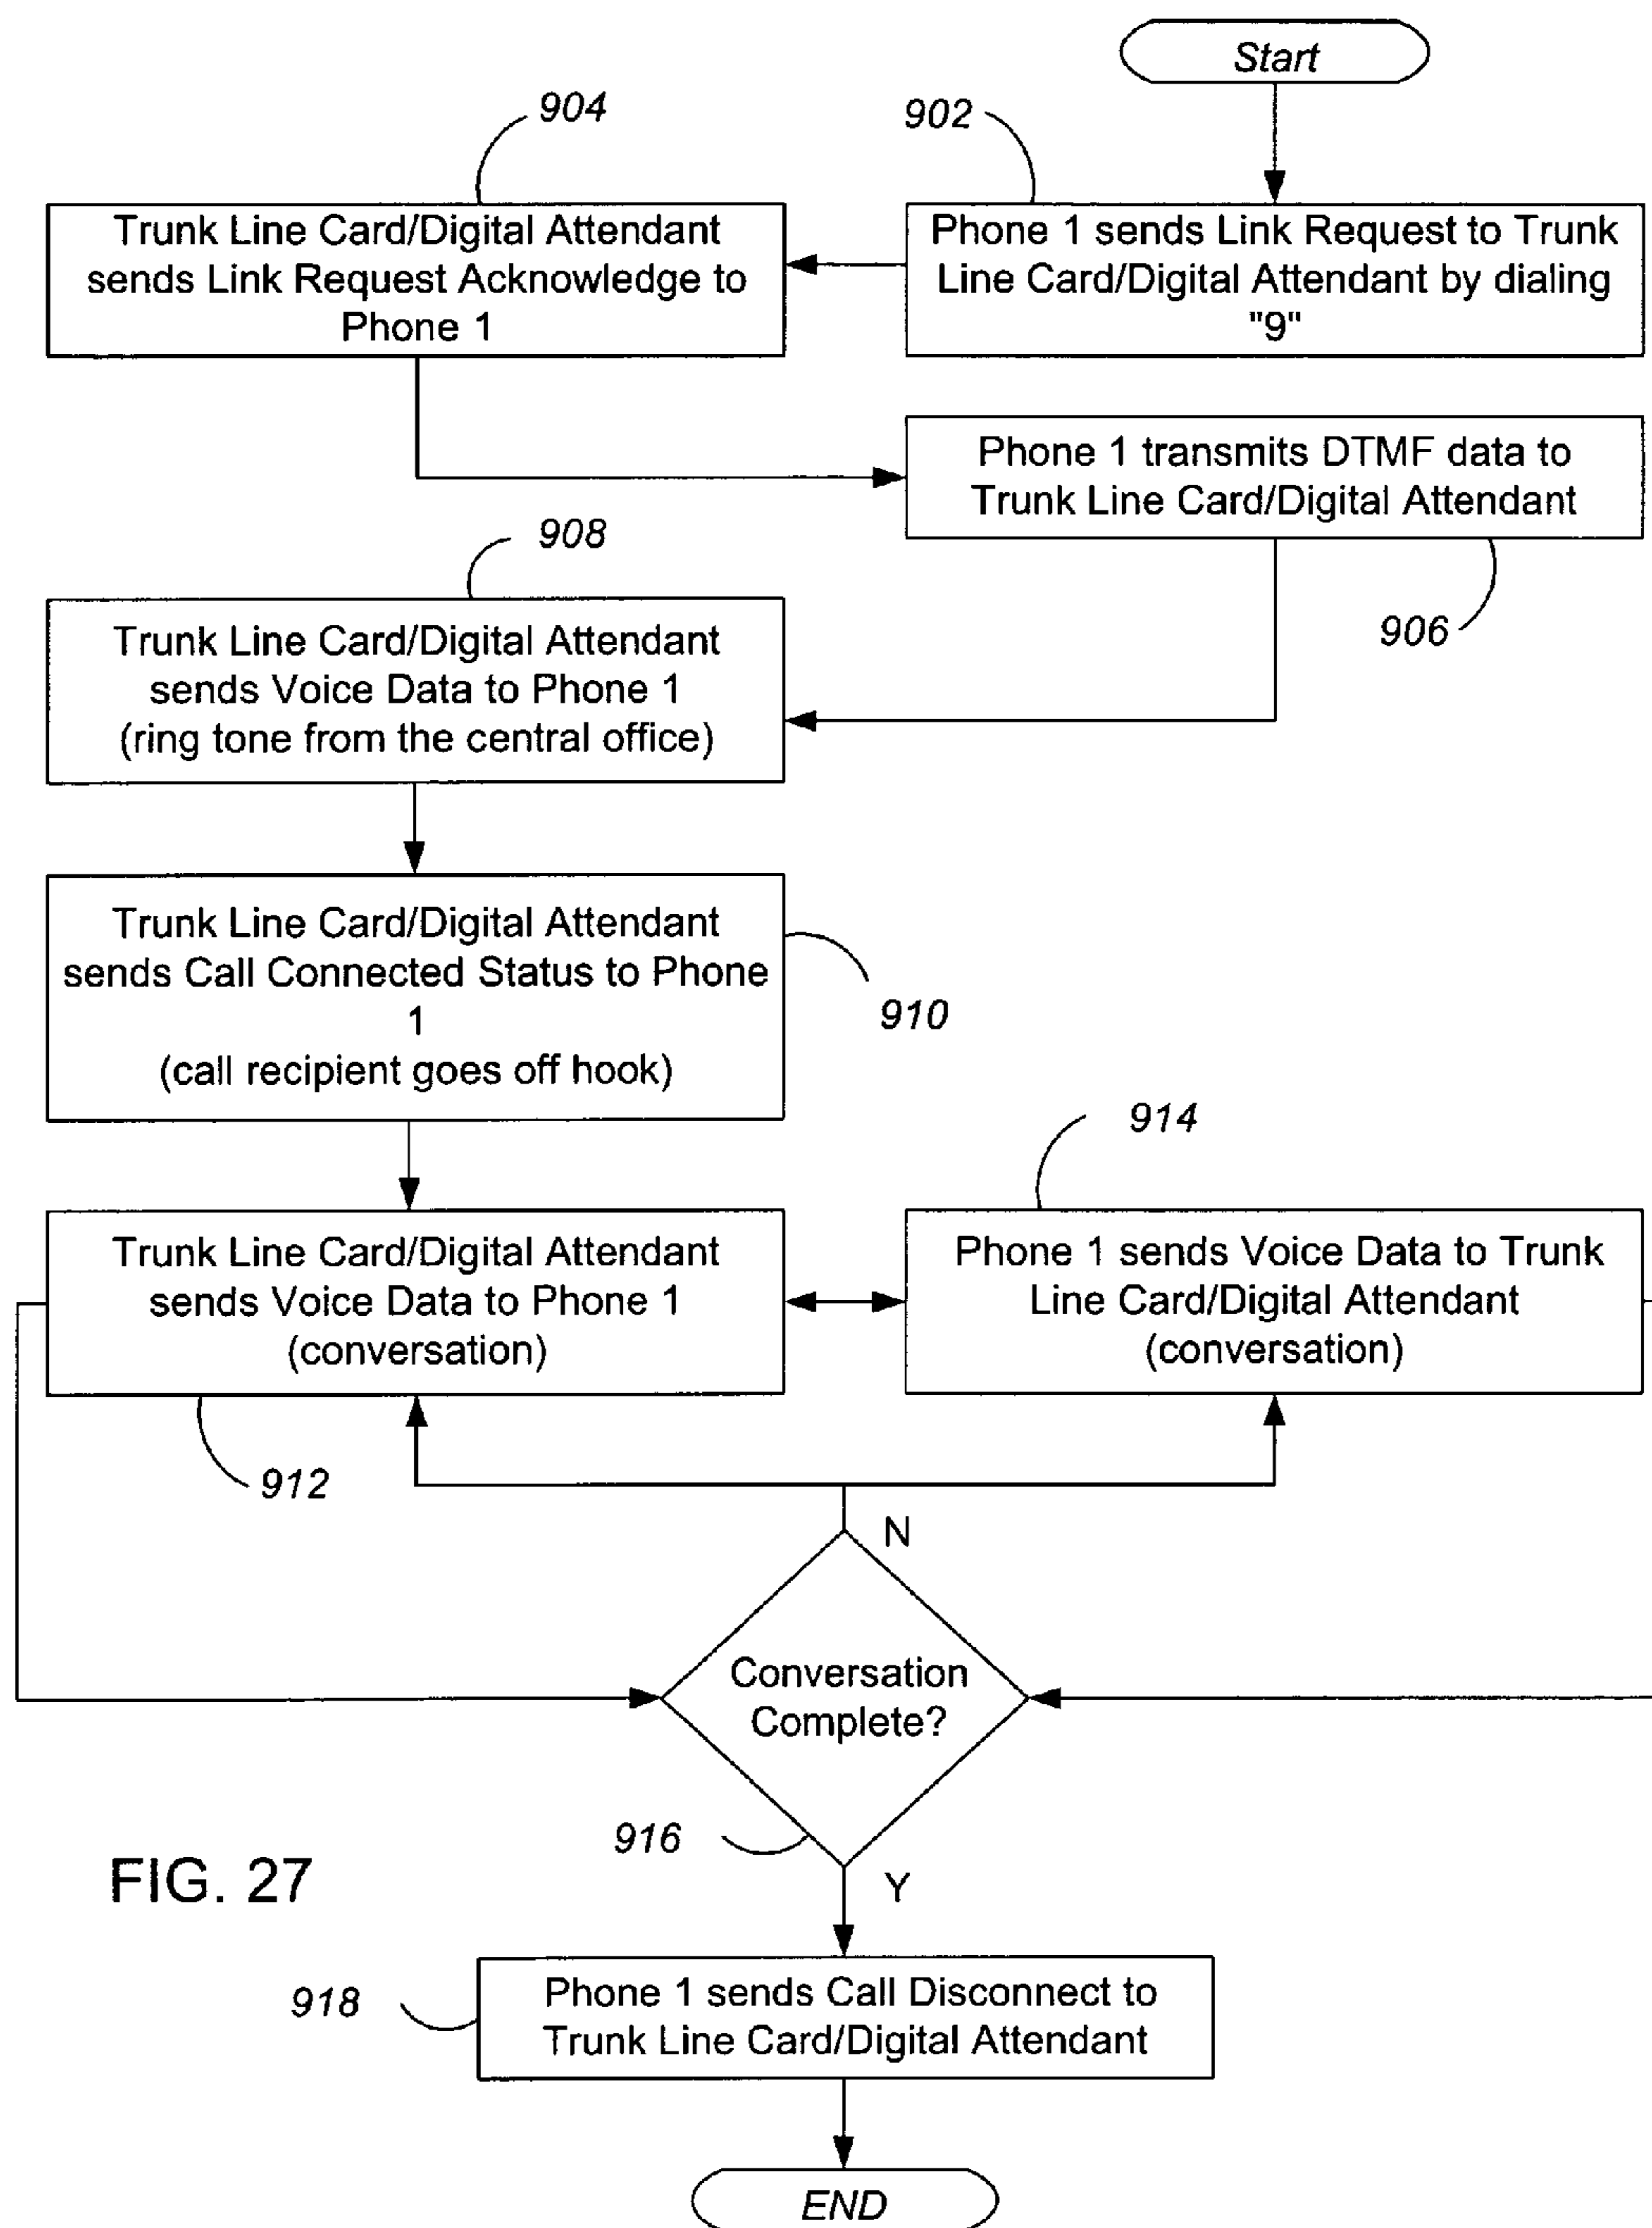 Start
904
902
Trunk Line Card/Digital Attendant
sends Link Request Acknowledge to
Phone 1
Phone 1 sends Link Request to Trunk
Line Card/Digital Attendant by dialing
"9"
Phone 1 transmits DTMF data to
Trunk Line Card/Digital Attendant
906
908
Trunk Line Card/Digital Attendant
sends Voice Data to Phone 1
(ring tone from the central office)
Trunk Line Card/Digital Attendant
sends Call Connected Status to Phone
1
(call recipient goes off hook)
910
914
Trunk Line Card/Digital Attendant
sends Voice Data to Phone 1
(conversation)
Phone 1 sends Voice Data to Trunk
Line Card/Digital Attendant
(conversation)
912
N
Conversation
Complete?
916
Y
FIG. 27
918
Phone 1 sends Call Disconnect to
Trunk Line Card/Digital Attendant
END